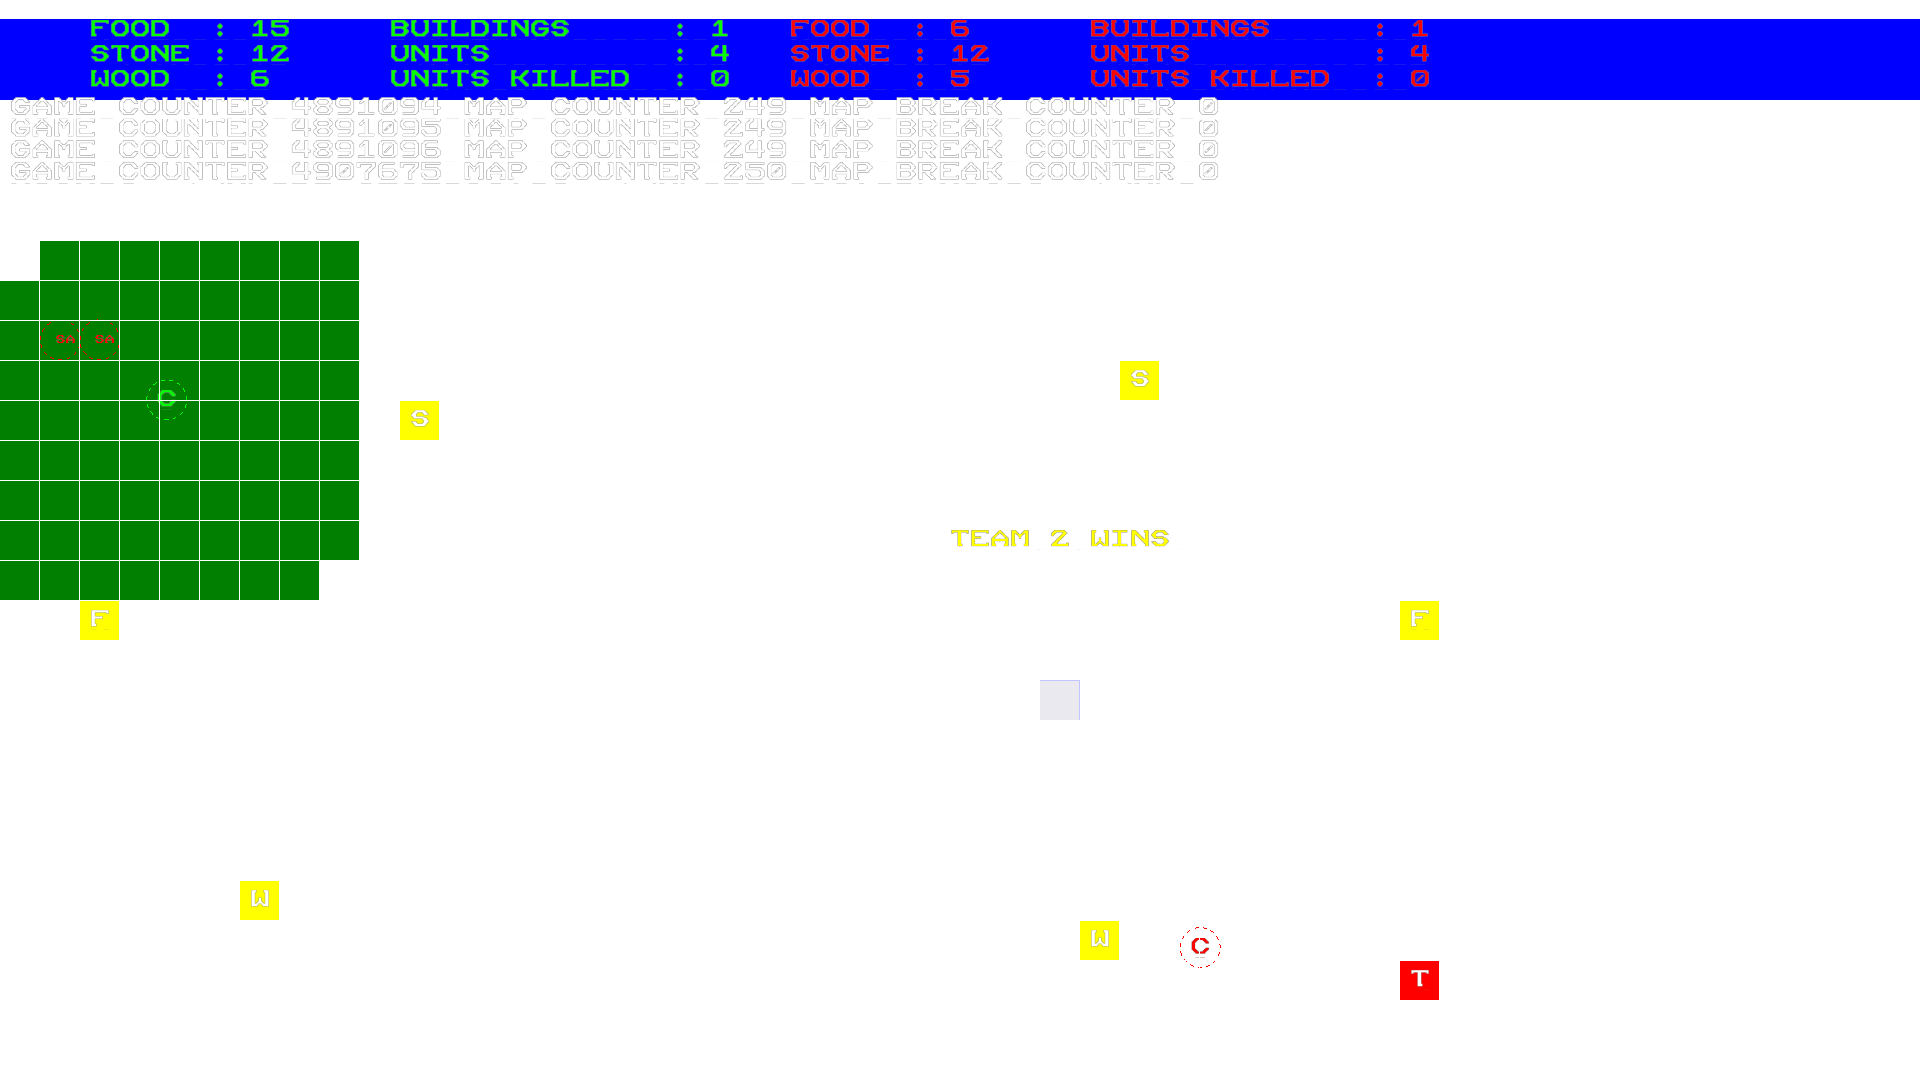 FOOD : 15 BUILDINGS : 1 FOOD : 6 BUILDINGS : 1
STONE : 12 UNITS : 4 STONE : 12 UNITS : 4
WOOD : 6 UNITS KILLED : 0 WOOD : 5 UNITS KILLED : 0
GAME COUNTER 4891094 MAP COUNTER 249 MAP BREAK COUNTER 0
GAME COUNTER 4891095 MAP COUNTER 249 MAP BREAK COUNTER 0
GAME COUNTER 4891096 MAP COUNTER 249 MAP BREAK COUNTER 0
GAME COUNTER 4907675 MAP COUNTER 250 MAP BREAK COUNTER 0
S
C
S
TEAM 2 WINS
F
F
W
W
C
T